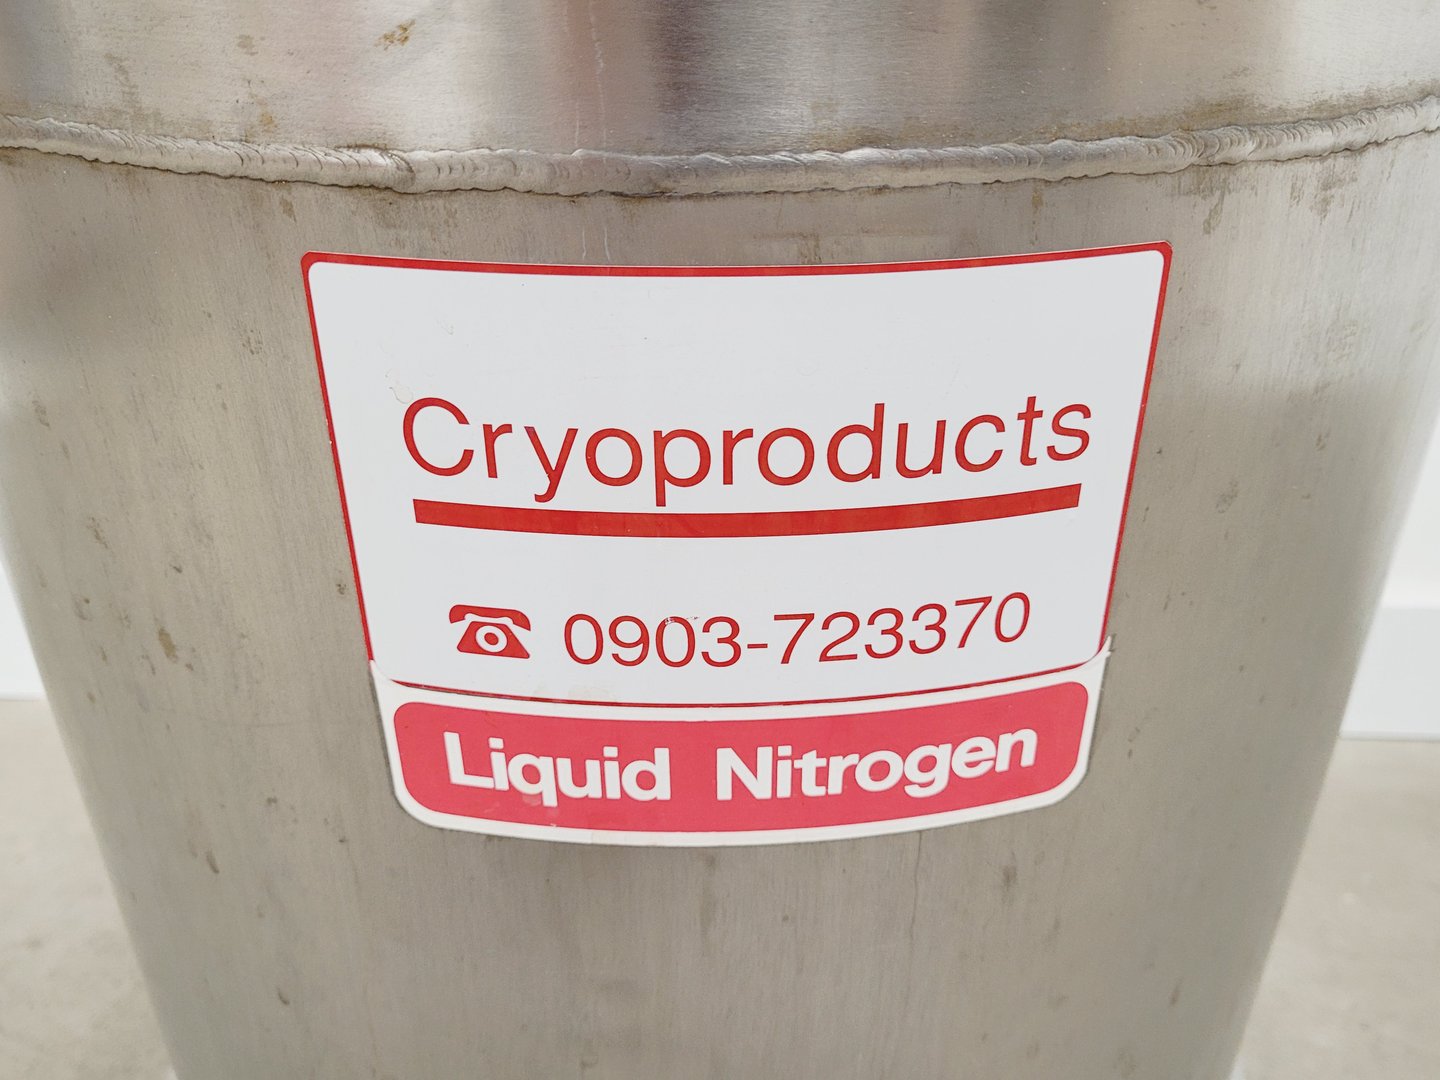 Cryoproducts
☎ 0903-723370
Liquid Nitrogen